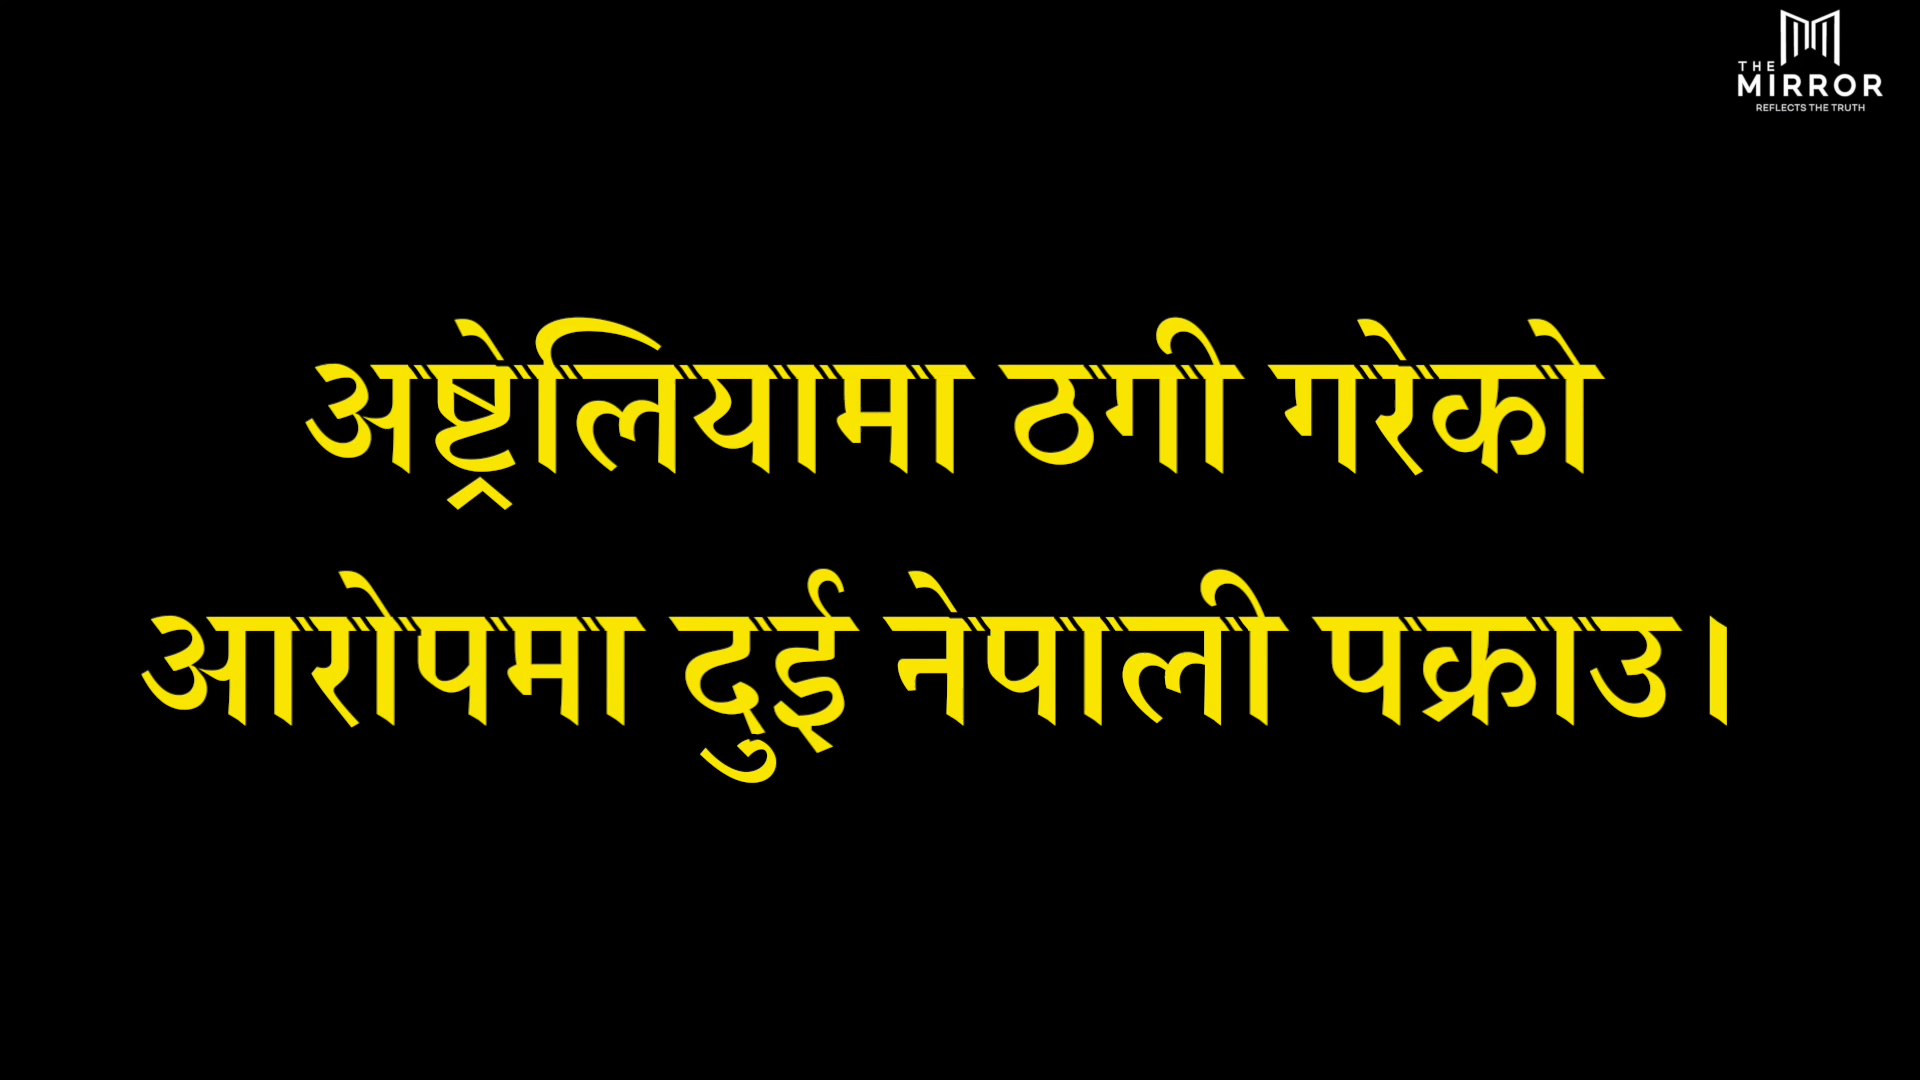 THE
MIRROR
REFLECTS THE TRUTH
अष्ट्रेलियामा ठगी गरेको
आरोपमा दुई नेपाली पक्राउ।